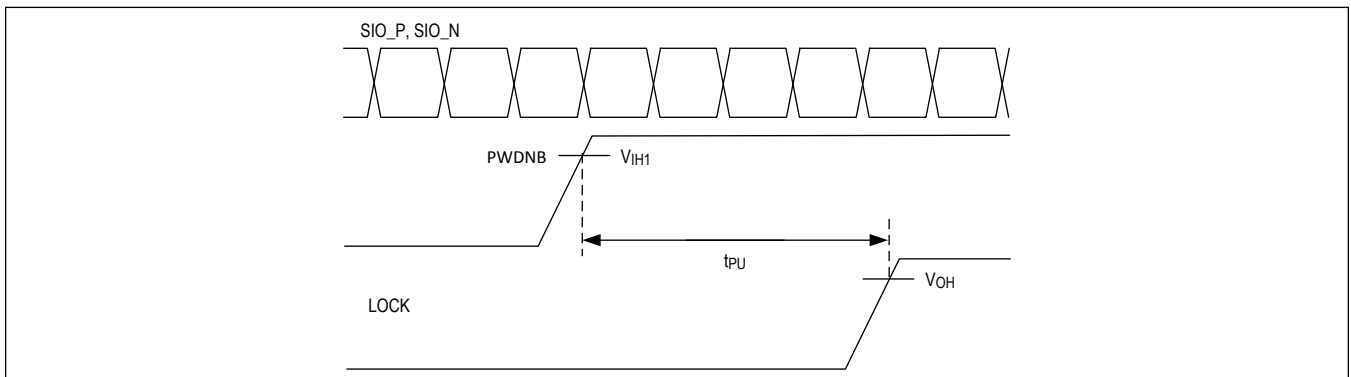 SIO_P, SIO_N
PWDNB VIH1
tPU
VOH
LOCK